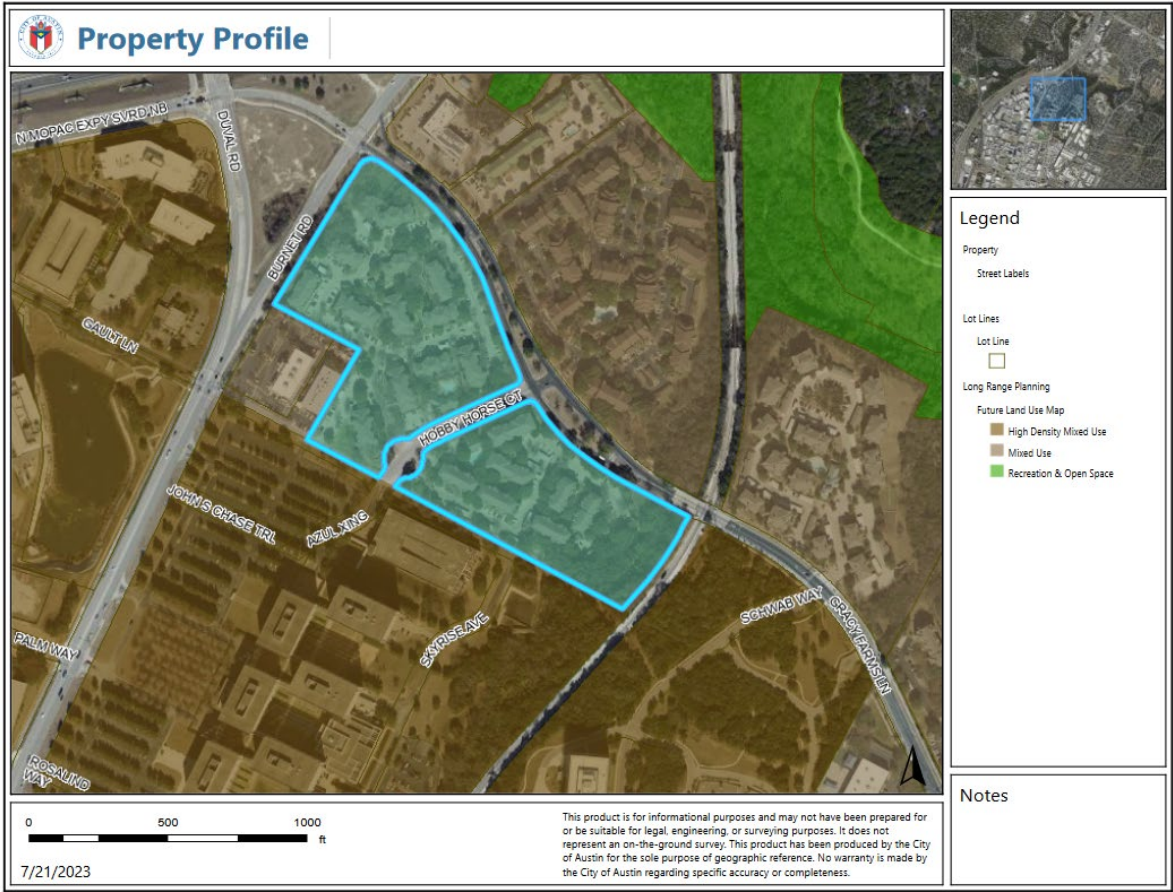 Property Profile
N MOPAC EXPY SVRD NB
DUVAL RD
BURNET RD
GAULT LN
HOBBY HORSE CT
JOHN S CHASE TRL
AZUL XING
SKYRISE AVE
SCHWAB WAY
GRACY FARMS LN
PALM WAY
ROSALIND
WAY
Legend
Property
Street Labels
Lot Lines
Lot Line
Long Range Planning
Future Land Use Map
High Density Mixed Use
Mixed Use
Recreation & Open Space
Notes
0 500 1000
ft
7/21/2023
This product is for informational purposes and may not have been prepared for
or be suitable for legal, engineering, or surveying purposes. It does not
represent an on-the-ground survey. This product has been produced by the City
of Austin for the sole purpose of geographic reference. No warranty is made by
the City of Austin regarding specific accuracy or completeness.